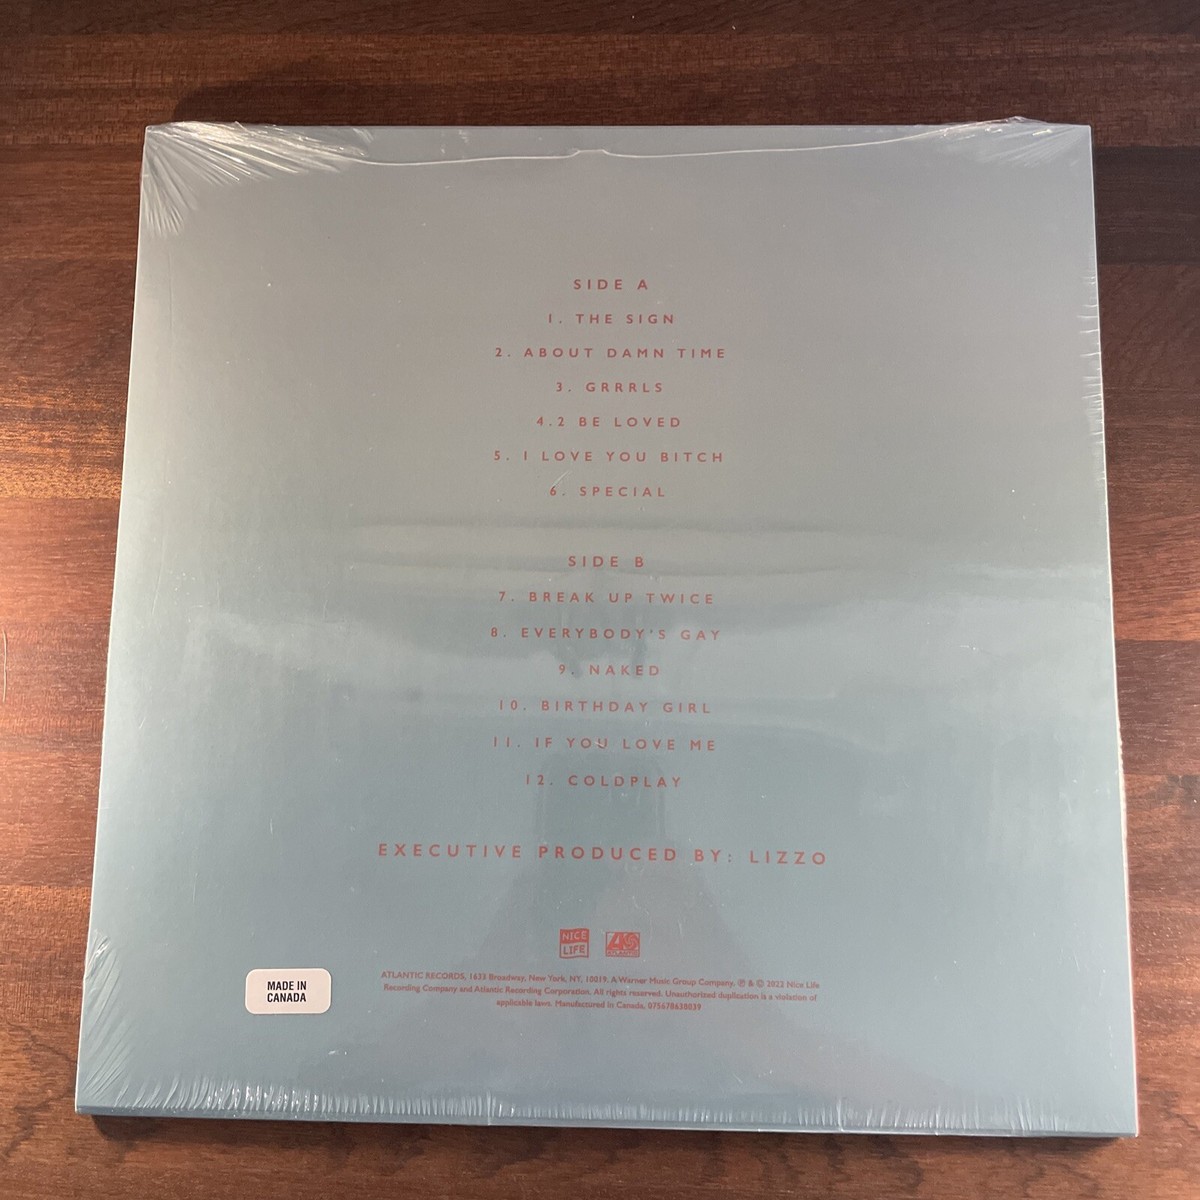 SIDE A
1. THE SIGN
2. ABOUT DAMN TIME
3. GRRRLS
4.2 BE LOVED
5. I LOVE YOU BITCH
6. SPECIAL
SIDE B
7. BREAK UP TWICE
8. EVERYBODY'S GAY
9. NAKED
10. BIRTHDAY GIRL
11. IF YOU LOVE ME
12. COLDPLAY
EXECUTIVE PRODUCED BY: LIZZO
NICE
LIFE
ATLANTIC
MADE IN
CANADA
ATLANTIC RECORDS, 1633 Broadway, New York, NY, 10019. A Warner Music Group Company. ℗ & © 2022 Nice Life
Recording Company and Atlantic Recording Corporation. All rights reserved. Unauthorized duplication is a violation of
applicable laws. Manufactured in Canada. 075678638039